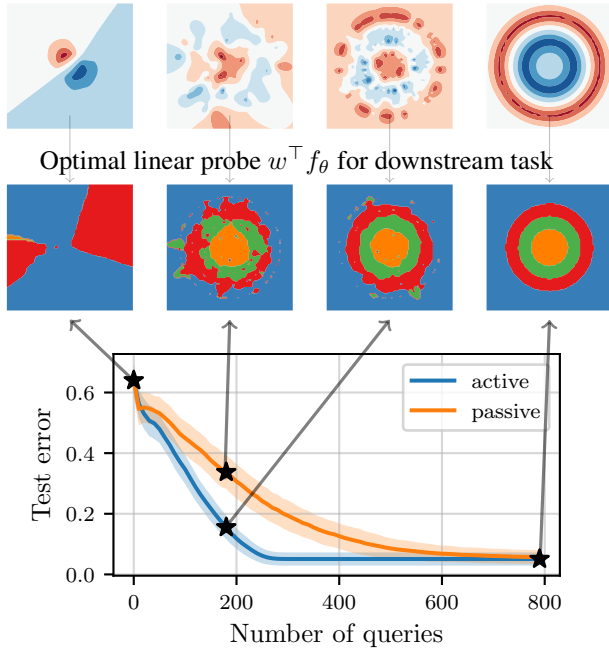 Optimal linear probe $w^\top f_\theta$ for downstream task
active
passive
0.6
0.4
0.2
0.0
Test error
0
200
400
600
800
Number of queries